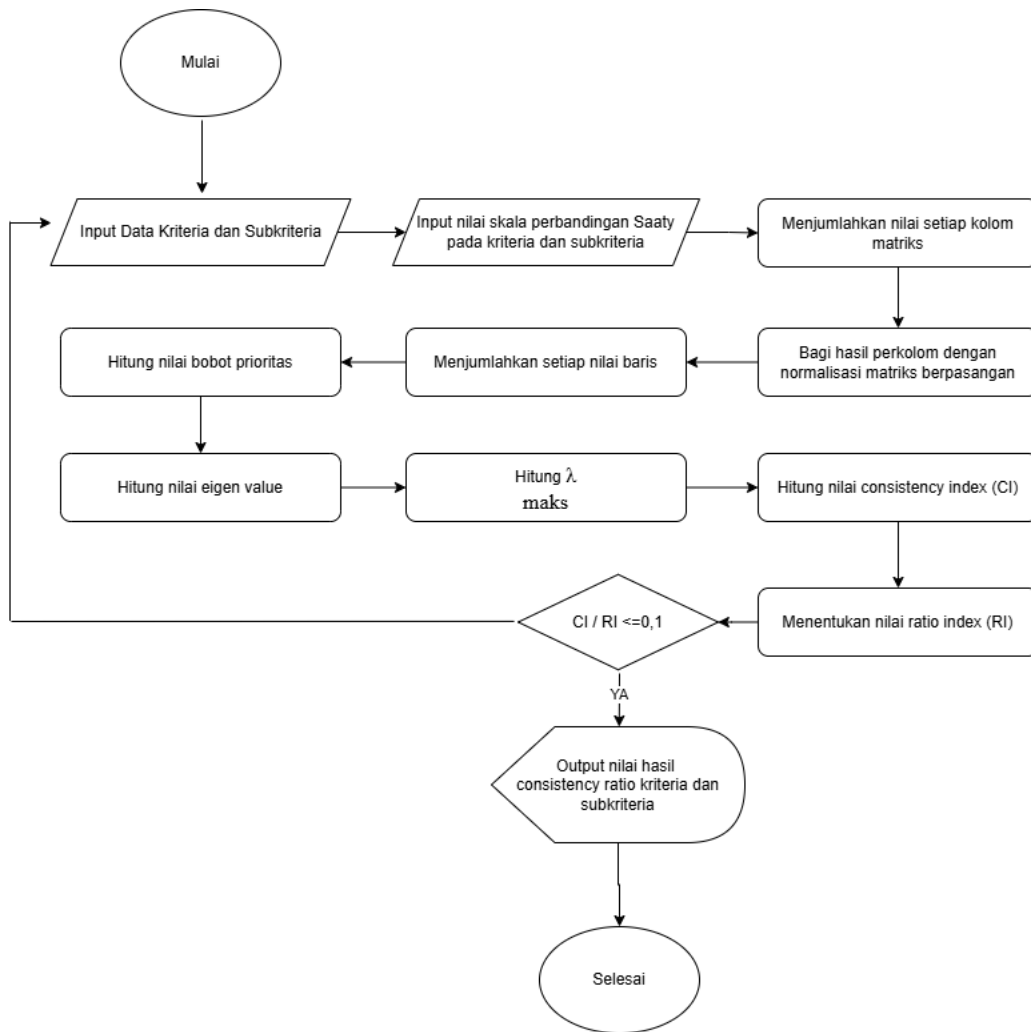 Mulai
Input Data Kriteria dan Subkriteria
Input nilai skala perbandingan Saaty
pada kriteria dan subkriteria
Menjumlahkan nilai setiap kolom
matriks
Bagi hasil perkolom dengan
normalisasi matriks berpasangan
Menjumlahkan setiap nilai baris
Hitung nilai bobot prioritas
Hitung nilai eigen value
Hitung λ
maks
Hitung nilai consistency index (CI)
Menentukan nilai ratio index (RI)
CI / RI <=0,1
YA
Output nilai hasil
consistency ratio kriteria dan
subkriteria
Selesai